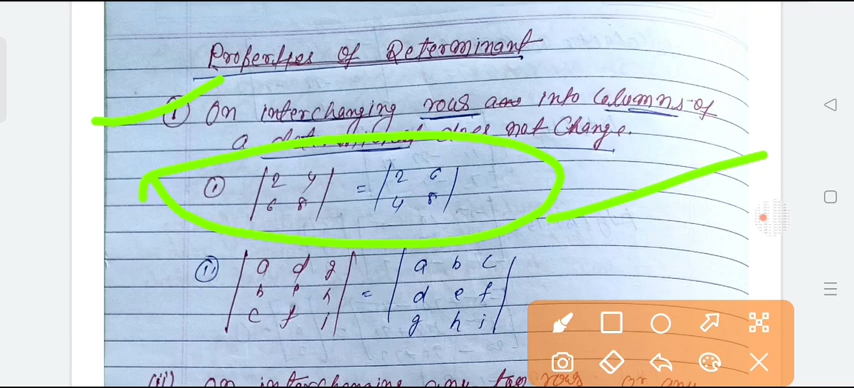 Properties of Determinant
(i) On interchanging rows into Columns of
a does not Change.
(i) |2 4| = |2 6|
|6 8| |4 8|
(ii) |a d g| = |a b c|
|b e h| |d e f|
|c f i| |g h i|
(ii) on interchanging any two rows or any